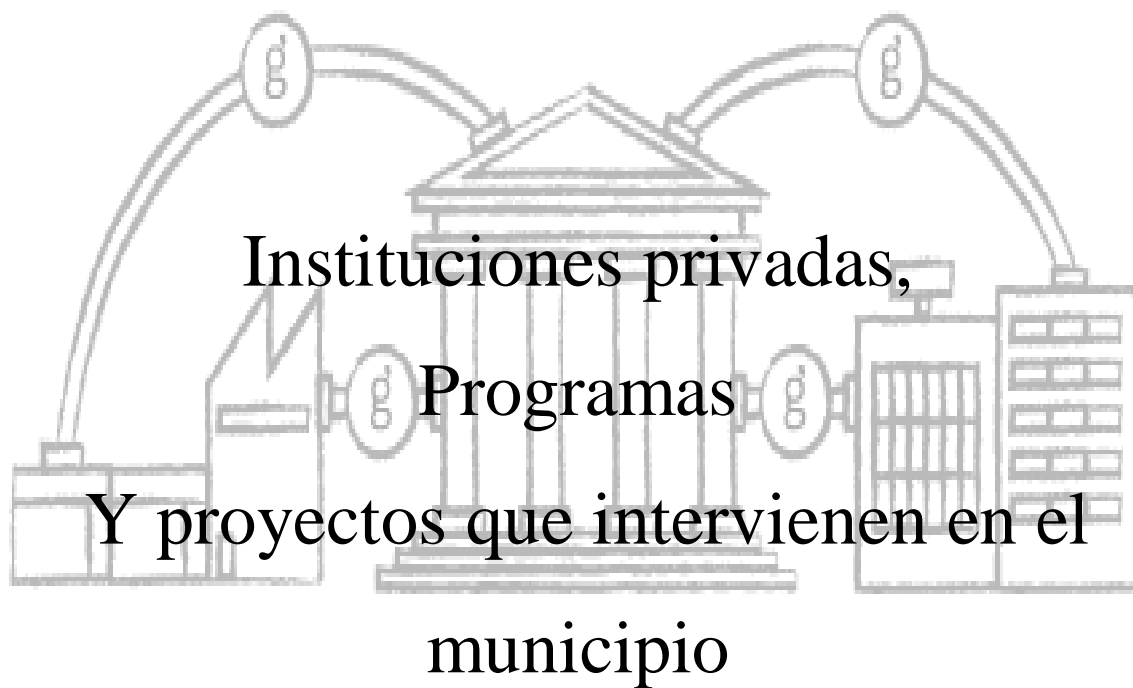 g
g
Instituciones privadas,
g
Programas
g
Y proyectos que intervienen en el
municipio